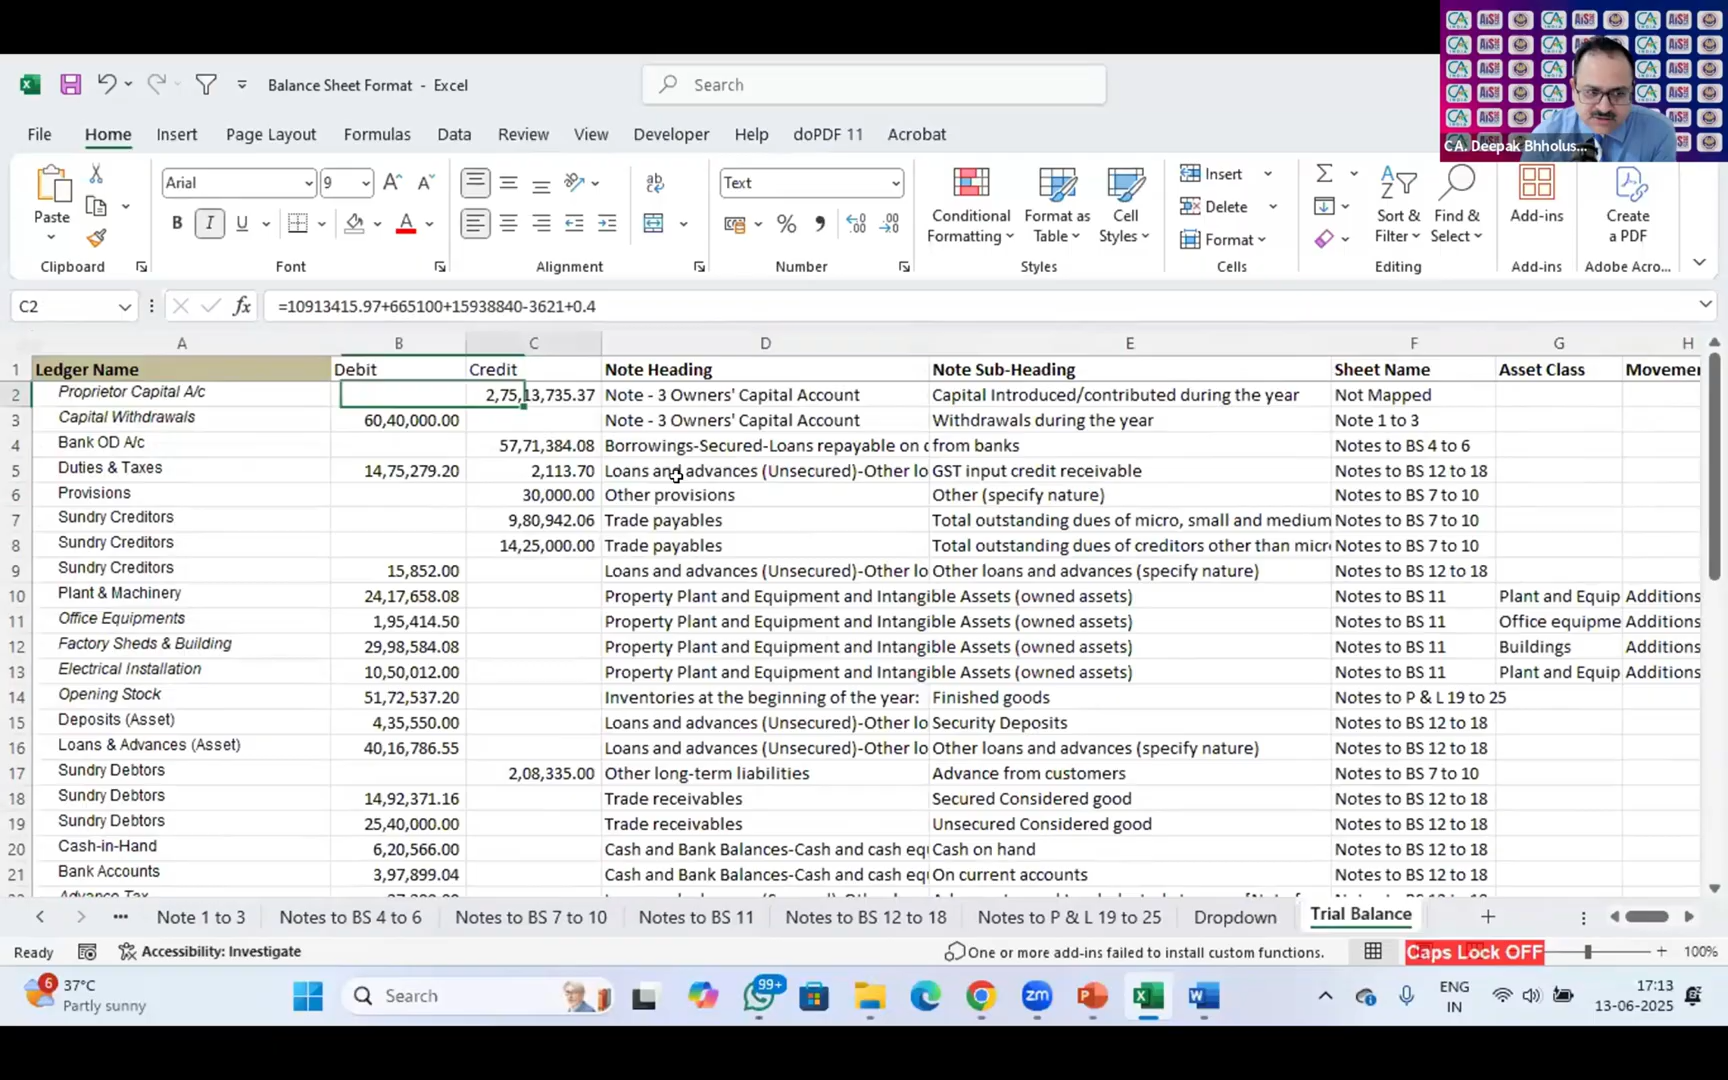 CA. Deepak Bhholus...
Balance Sheet Format - Excel
Search
File Home Insert Page Layout Formulas Data Review View Developer Help doPDF 11 Acrobat
Arial 9 Text
Paste
B I U
Conditional Formatting
Format as Table
Cell Styles
Insert
Delete
Format
Sort & Filter
Find & Select
Add-ins
Create a PDF
Clipboard Font Alignment Number Styles Cells Editing Add-ins Adobe Acro...
C2 fx =10913415.97+665100+15938840-3621+0.4
A B C D E F G H
1 Ledger Name Debit Credit Note Heading Note Sub-Heading Sheet Name Asset Class Movemer
2 Proprietor Capital A/c 2,75,13,735.37 Note - 3 Owners' Capital Account Capital Introduced/contributed during the year Not Mapped
3 Capital Withdrawals 60,40,000.00 Note - 3 Owners' Capital Account Withdrawals during the year Note 1 to 3
4 Bank OD A/c 57,71,384.08 Borrowings-Secured-Loans repayable on d from banks Notes to BS 4 to 6
5 Duties & Taxes 14,75,279.20 2,113.70 Loans and advances (Unsecured)-Other lo GST input credit receivable Notes to BS 12 to 18
6 Provisions 30,000.00 Other provisions Other (specify nature) Notes to BS 7 to 10
7 Sundry Creditors 9,80,942.06 Trade payables Total outstanding dues of micro, small and medium Notes to BS 7 to 10
8 Sundry Creditors 14,25,000.00 Trade payables Total outstanding dues of creditors other than micr Notes to BS 7 to 10
9 Sundry Creditors 15,852.00 Loans and advances (Unsecured)-Other lo Other loans and advances (specify nature) Notes to BS 12 to 18
10 Plant & Machinery 24,17,658.08 Property Plant and Equipment and Intangible Assets (owned assets) Notes to BS 11 Plant and Equip Additions
11 Office Equipments 1,95,414.50 Property Plant and Equipment and Intangible Assets (owned assets) Notes to BS 11 Office equipme Additions
12 Factory Sheds & Building 29,98,584.08 Property Plant and Equipment and Intangible Assets (owned assets) Notes to BS 11 Buildings Additions
13 Electrical Installation 10,50,012.00 Property Plant and Equipment and Intangible Assets (owned assets) Notes to BS 11 Plant and Equip Additions
14 Opening Stock 51,72,537.20 Inventories at the beginning of the year: Finished goods Notes to P & L 19 to 25
15 Deposits (Asset) 4,35,550.00 Loans and advances (Unsecured)-Other lo Security Deposits Notes to BS 12 to 18
16 Loans & Advances (Asset) 40,16,786.55 Loans and advances (Unsecured)-Other lo Other loans and advances (specify nature) Notes to BS 12 to 18
17 Sundry Debtors 2,08,335.00 Other long-term liabilities Advance from customers Notes to BS 7 to 10
18 Sundry Debtors 14,92,371.16 Trade receivables Secured Considered good Notes to BS 12 to 18
19 Sundry Debtors 25,40,000.00 Trade receivables Unsecured Considered good Notes to BS 12 to 18
20 Cash-in-Hand 6,20,566.00 Cash and Bank Balances-Cash and cash eq Cash on hand Notes to BS 12 to 18
21 Bank Accounts 3,97,899.04 Cash and Bank Balances-Cash and cash eq On current accounts Notes to BS 12 to 18
Note 1 to 3 Notes to BS 4 to 6 Notes to BS 7 to 10 Notes to BS 11 Notes to BS 12 to 18 Notes to P & L 19 to 25 Dropdown Trial Balance
Ready Accessibility: Investigate One or more add-ins failed to install custom functions. Caps Lock OFF 100%
6 37°C
Partly sunny
Search
99+
ENG
IN
17:13
13-06-2025